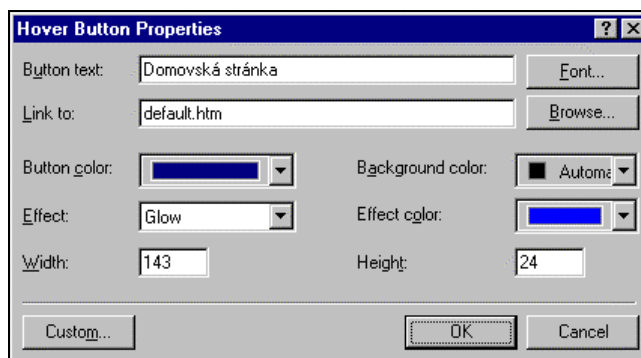 Hover Button Properties
Button text: Domovská stránka Font...
Link to: default.htm Browse...
Button color: Background color: Automa
Effect: Glow Effect color:
Width: 143 Height: 24
Custom... OK Cancel